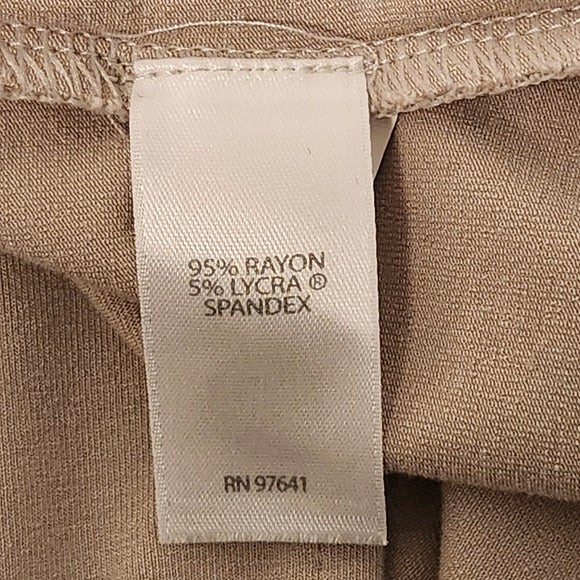 95% RAYON
5% LYCRA ®
SPANDEX
RN 97641